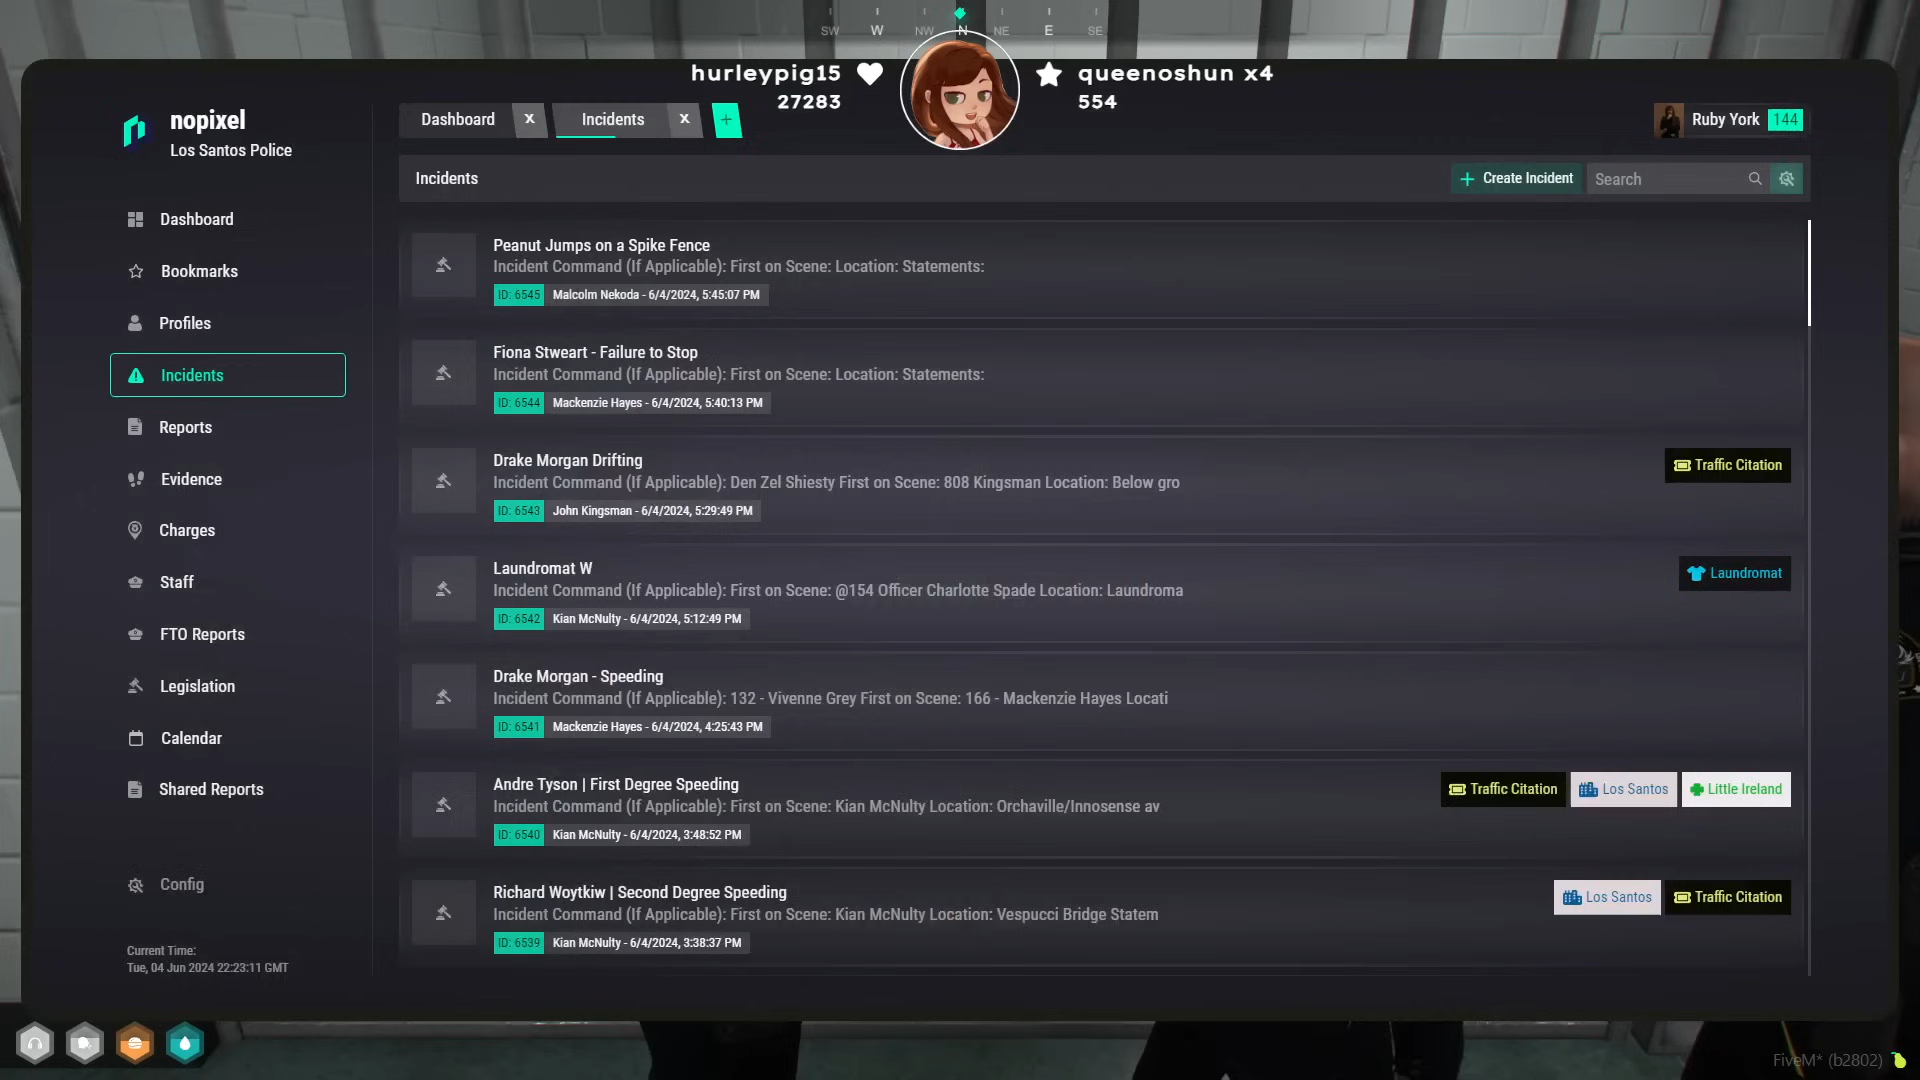 SW W NW N NE E SE
hurleypig15
27283
queenoshun x4
554
nopixel
Los Santos Police
Dashboard x Incidents x +
Ruby York 144
Incidents
+ Create Incident
Search
Dashboard
Bookmarks
Profiles
Incidents
Reports
Evidence
Charges
Staff
FTO Reports
Legislation
Calendar
Shared Reports
Config
Current Time:
Tue, 04 Jun 2024 22:23:11 GMT
Peanut Jumps on a Spike Fence
Incident Command (If Applicable): First on Scene: Location: Statements:
ID: 6545 Malcolm Nekoda - 6/4/2024, 5:45:07 PM
Fiona Stweart - Failure to Stop
Incident Command (If Applicable): First on Scene: Location: Statements:
ID: 6544 Mackenzie Hayes - 6/4/2024, 5:40:13 PM
Drake Morgan Drifting
Incident Command (If Applicable): Den Zel Shiesty First on Scene: 808 Kingsman Location: Below gro
ID: 6543 John Kingsman - 6/4/2024, 5:29:49 PM
Traffic Citation
Laundromat W
Incident Command (If Applicable): First on Scene: @154 Officer Charlotte Spade Location: Laundroma
ID: 6542 Kian McNulty - 6/4/2024, 5:12:49 PM
Laundromat
Drake Morgan - Speeding
Incident Command (If Applicable): 132 - Vivenne Grey First on Scene: 166 - Mackenzie Hayes Locati
ID: 6541 Mackenzie Hayes - 6/4/2024, 4:25:43 PM
Andre Tyson | First Degree Speeding
Incident Command (If Applicable): First on Scene: Kian McNulty Location: Orchaville/Innosense av
ID: 6540 Kian McNulty - 6/4/2024, 3:48:52 PM
Traffic Citation Los Santos Little Ireland
Richard Woytkiw | Second Degree Speeding
Incident Command (If Applicable): First on Scene: Kian McNulty Location: Vespucci Bridge Statem
ID: 6539 Kian McNulty - 6/4/2024, 3:38:37 PM
Los Santos Traffic Citation
FiveM* (b2802)